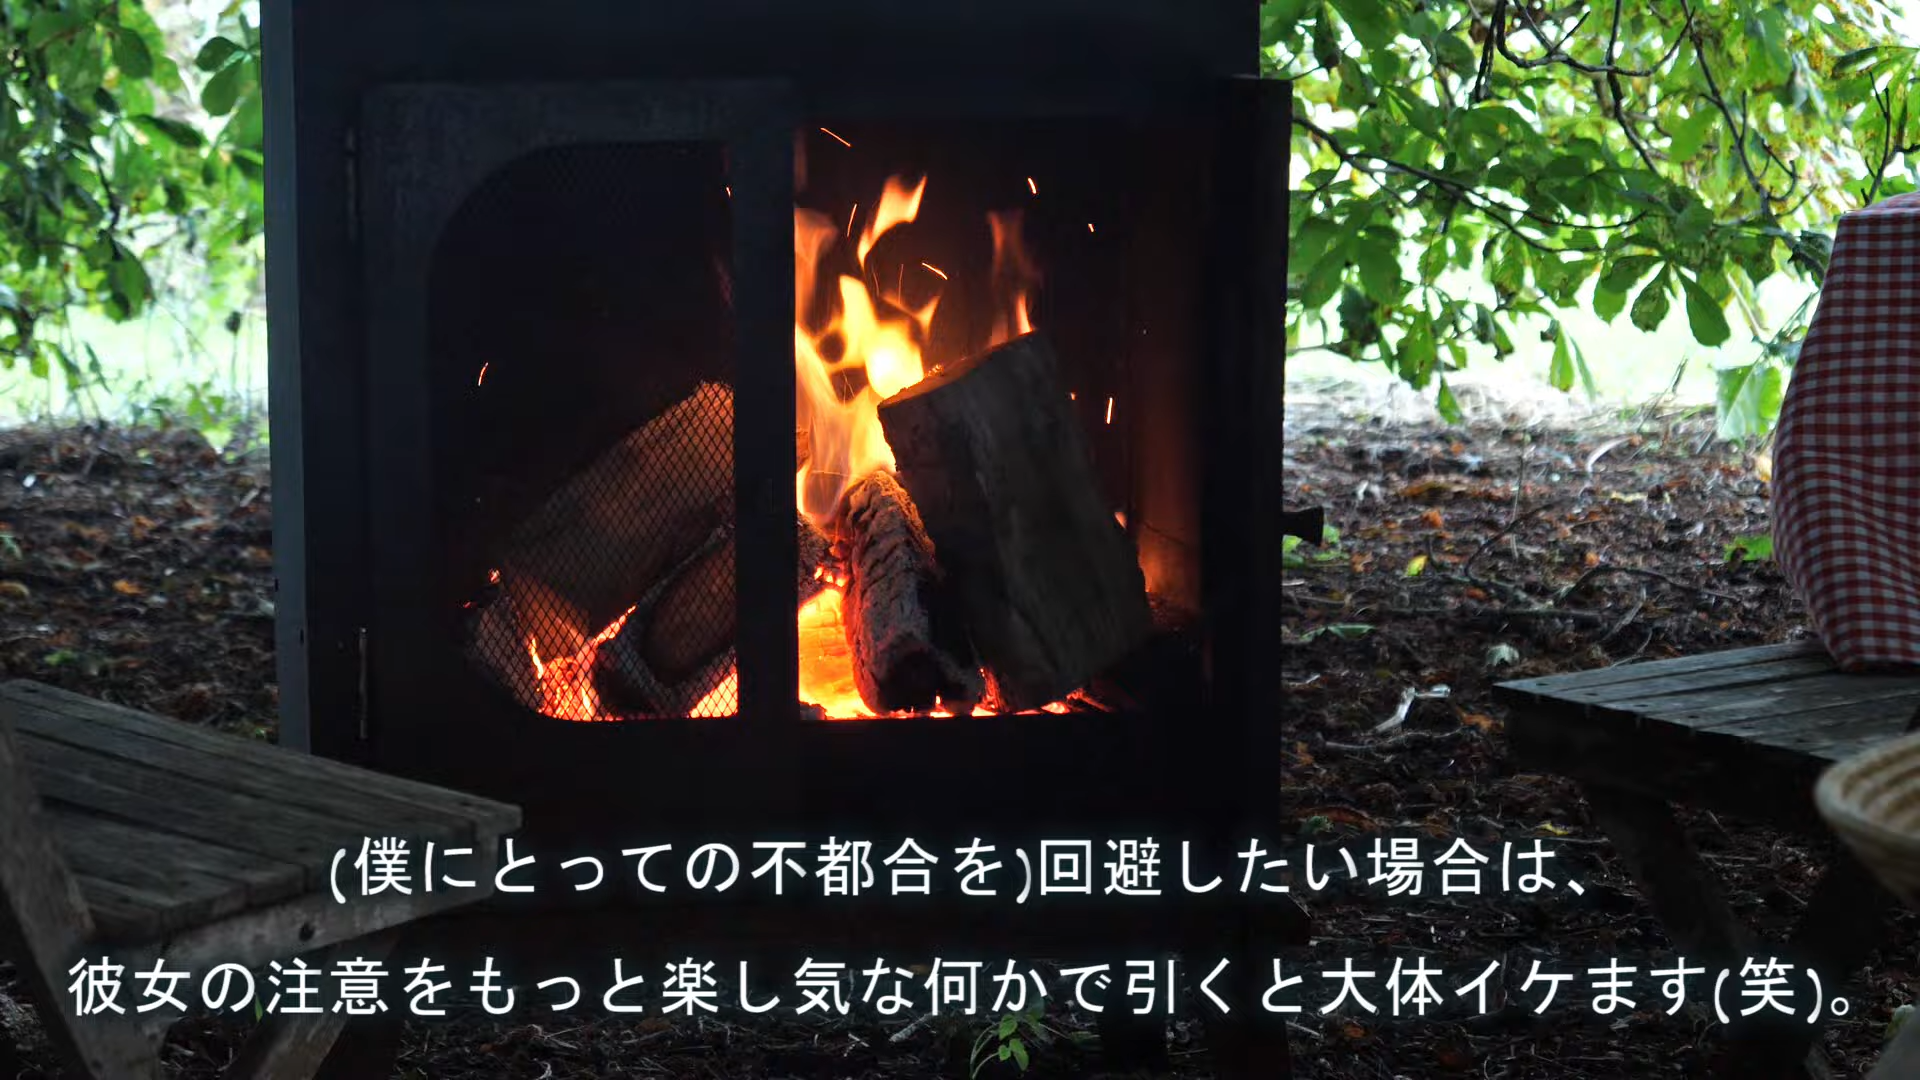 (僕にとっての不都合を)回避したい場合は、
彼女の注意をもっと楽し気な何かで引くと大体イケます(笑)。